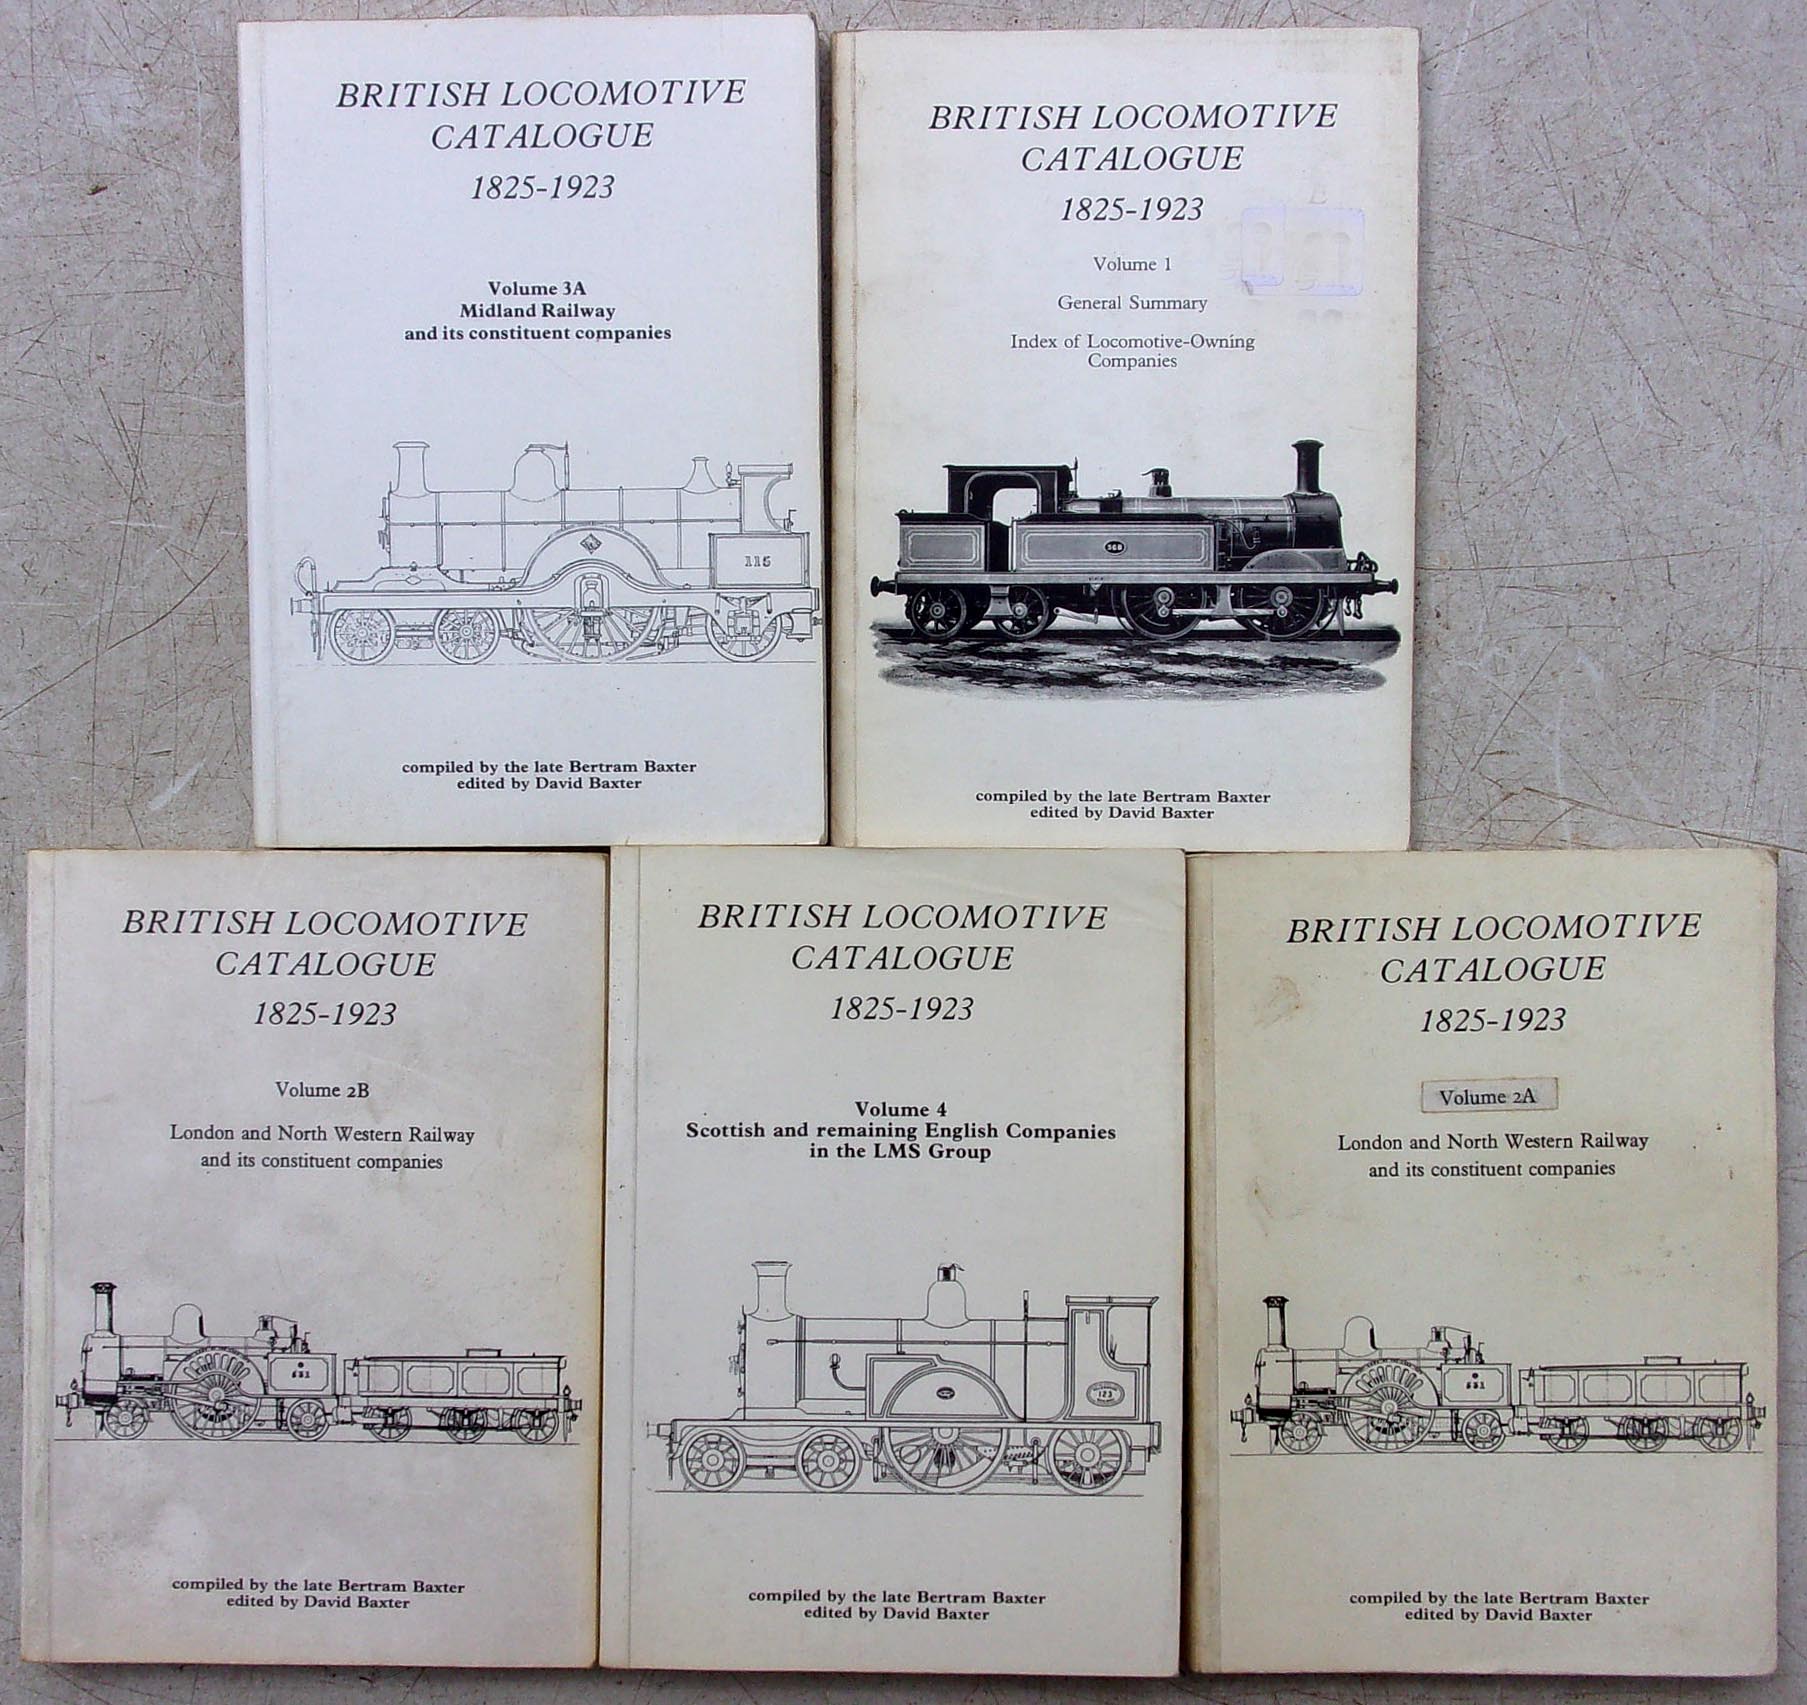 BRITISH LOCOMOTIVE
CATALOGUE
1825-1923
Volume 3A
Midland Railway
and its constituent companies
115
compiled by the late Bertram Baxter
edited by David Baxter
BRITISH LOCOMOTIVE
CATALOGUE
1825-1923
Volume 1
General Summary
Index of Locomotive-Owning
Companies
368
compiled by the late Bertram Baxter
edited by David Baxter
BRITISH LOCOMOTIVE
CATALOGUE
1825-1923
Volume 2B
London and North Western Railway
and its constituent companies
531
compiled by the late Bertram Baxter
edited by David Baxter
BRITISH LOCOMOTIVE
CATALOGUE
1825-1923
Volume 4
Scottish and remaining English Companies
in the LMS Group
123
compiled by the late Bertram Baxter
edited by David Baxter
BRITISH LOCOMOTIVE
CATALOGUE
1825-1923
Volume 2A
London and North Western Railway
and its constituent companies
531
compiled by the late Bertram Baxter
edited by David Baxter